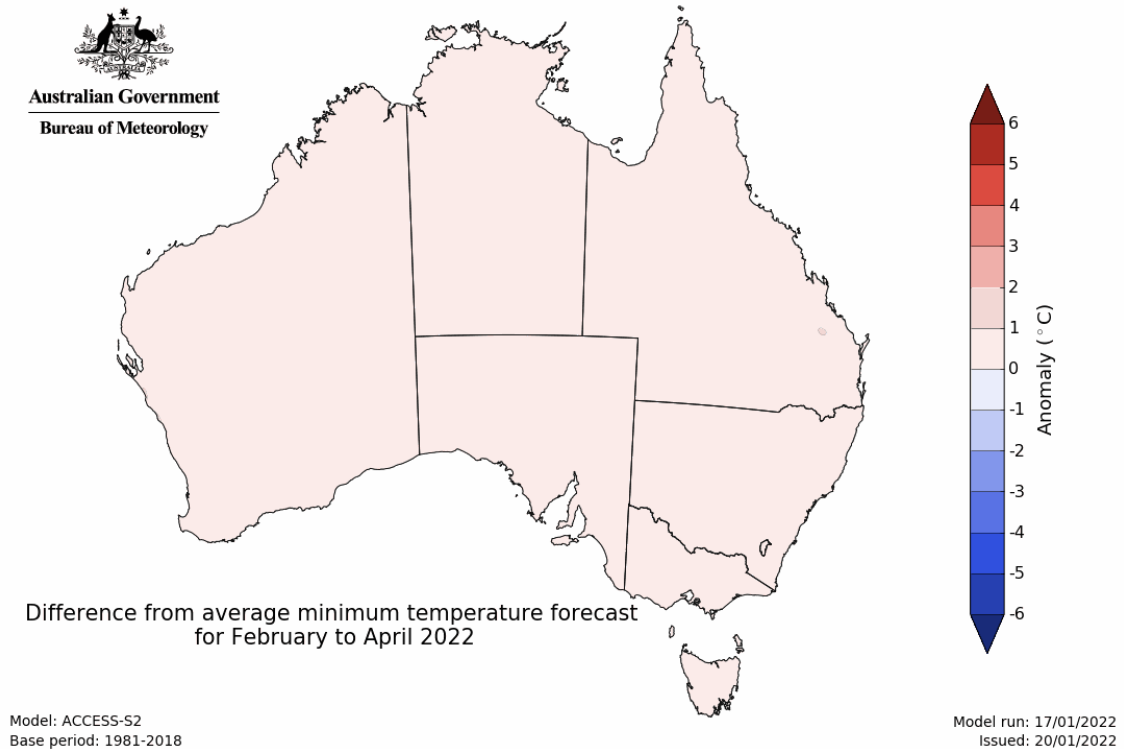 Australian Government
Bureau of Meteorology
6
5
4
3
2
1
0
-1
-2
-3
-4
-5
-6
Anomaly (°C)
Difference from average minimum temperature forecast
for February to April 2022
Model: ACCESS-S2
Base period: 1981-2018
Model run: 17/01/2022
Issued: 20/01/2022